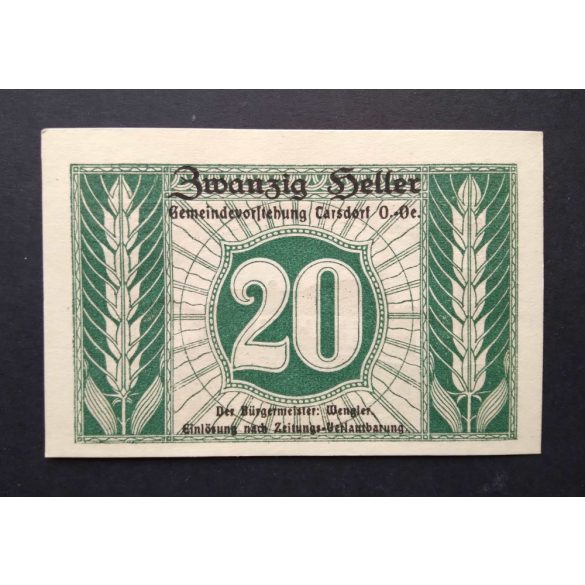 Zwanzig Heller
Gemeindevorstehung Carsdorf O.-Oe.
20
Der Bürgermeister: Wengler
Einlösung nach Zeitungs-Verlautbarung